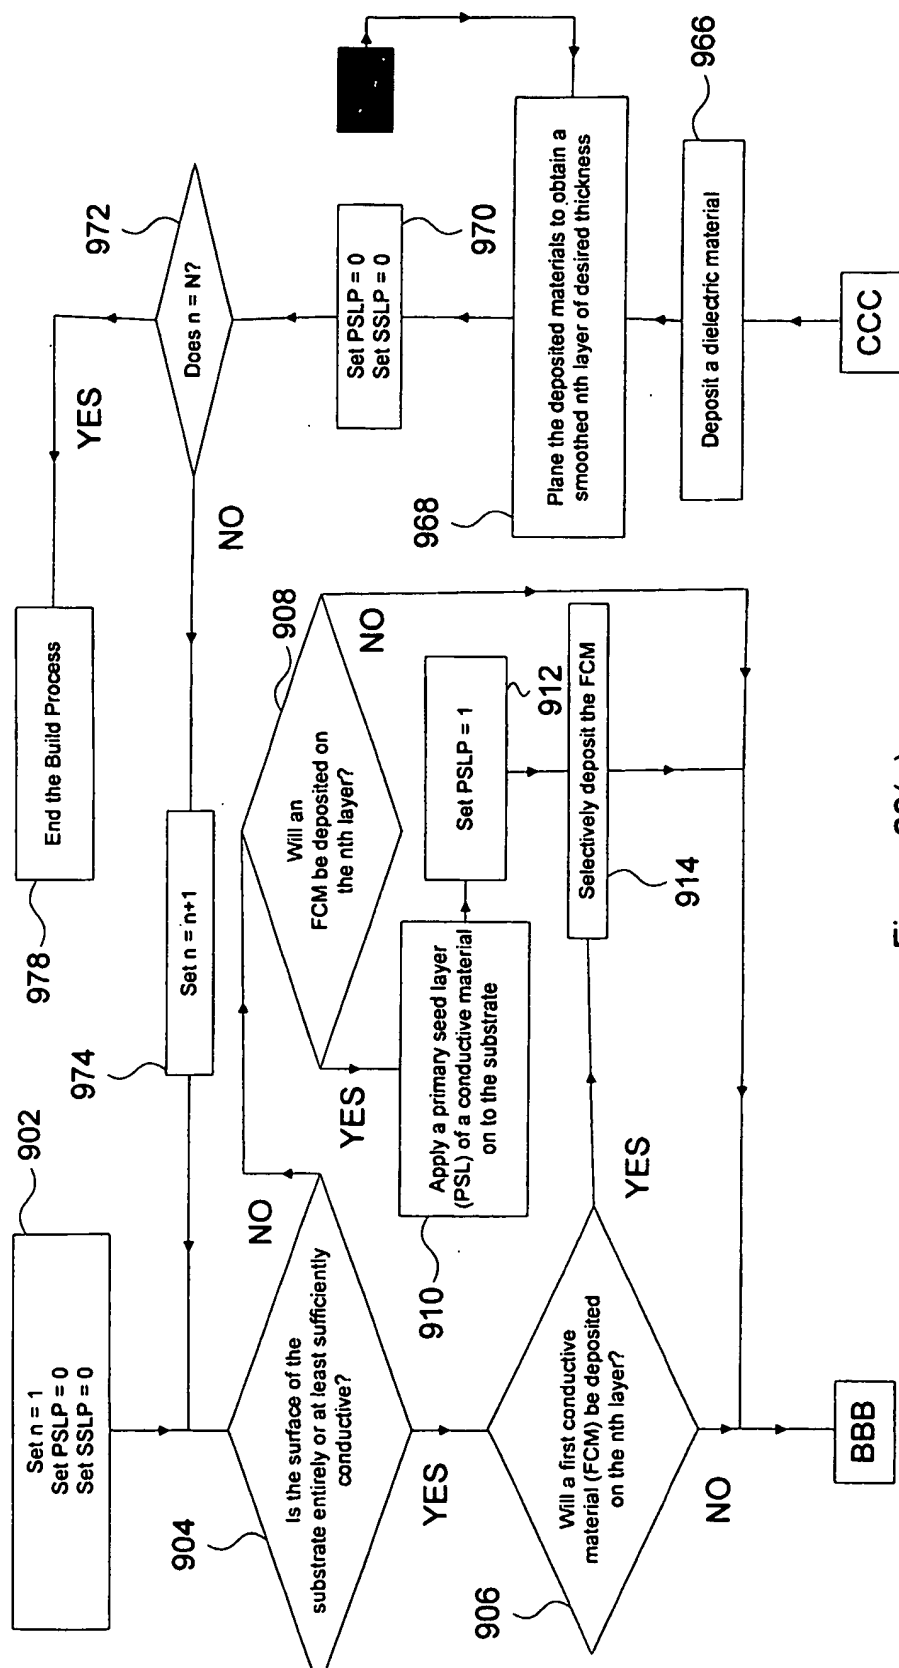 902
Set n = 1
Set PSLP = 0
Set SSLP = 0
904
Is the surface of the
substrate entirely or at least sufficiently
conductive?
NO
YES
906
Will a first conductive
material (FCM) be deposited
on the nth layer?
YES
NO
BBB
908
Will an
FCM be deposited on
the nth layer?
YES
NO
910
Apply a primary seed layer
(PSL) of a conductive material
on to the substrate
912
Set PSLP = 1
914
Selectively deposit the FCM
974
Set n = n+1
978
End the Build Process
972
Does n = N?
YES
NO
970
Set PSLP = 0
Set SSLP = 0
968
Plane the deposited materials to obtain a
smoothed nth layer of desired thickness
966
Deposit a dielectric material
CCC